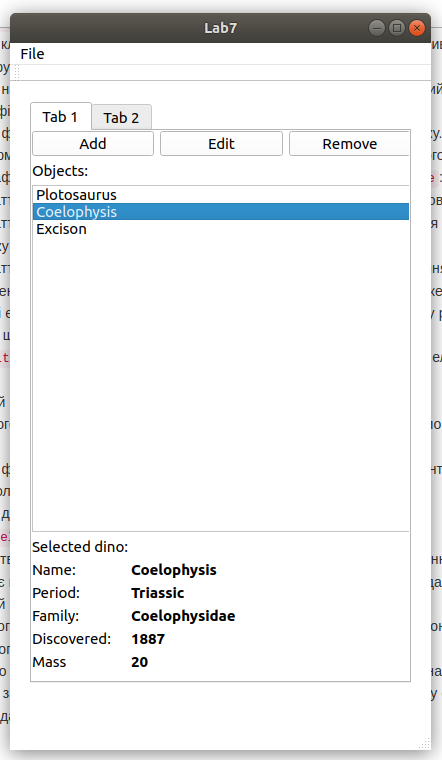 Lab7
File
Tab 1 Tab 2
Add Edit Remove
Objects:
Plotosaurus
Coelophysis
Excison
Selected dino:
Name: Coelophysis
Period: Triassic
Family: Coelophysidae
Discovered: 1887
Mass 20